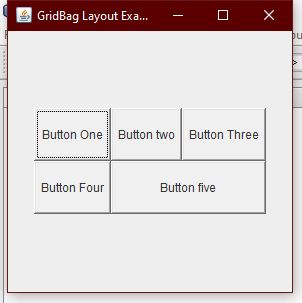 GridBag Layout Exa...
Button One
Button two
Button Three
Button Four
Button five